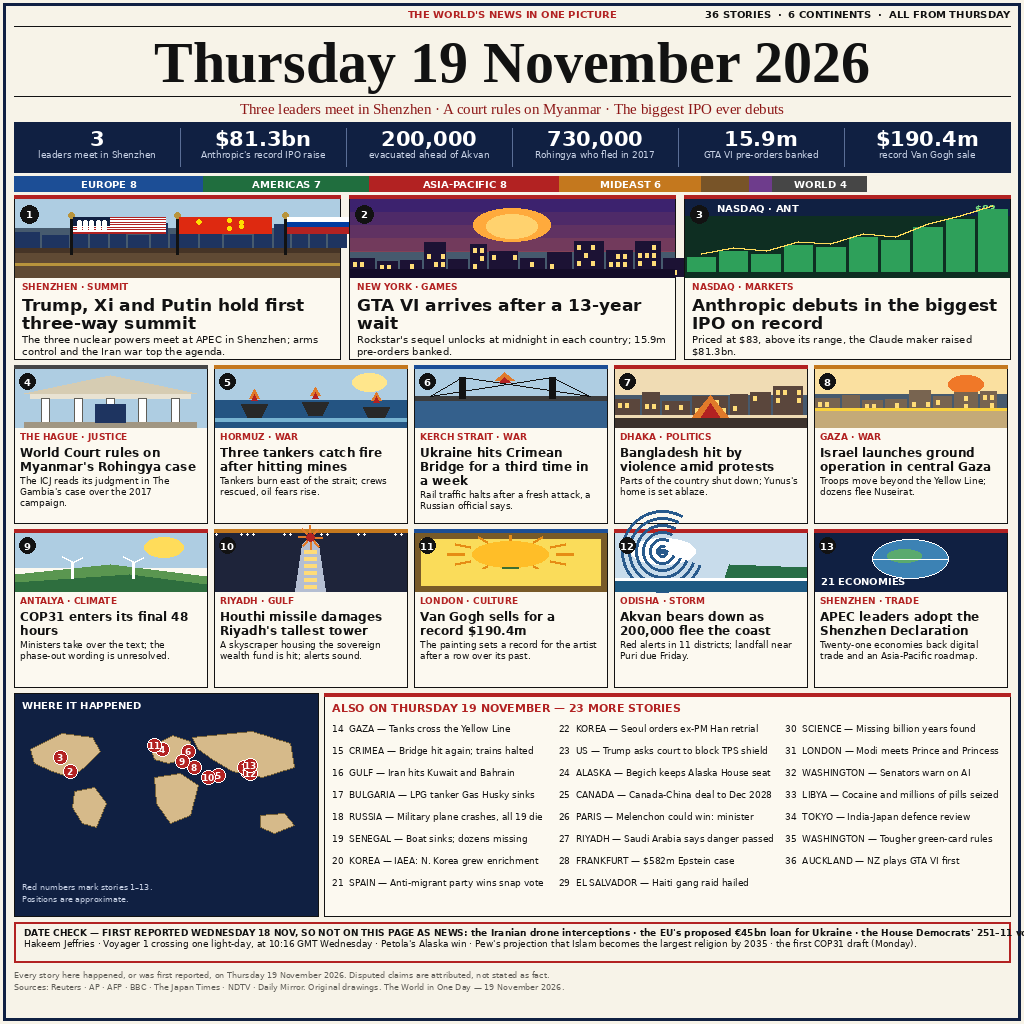 THE WORLD'S NEWS IN ONE PICTURE
36 STORIES · 6 CONTINENTS · ALL FROM THURSDAY
Thursday 19 November 2026
Three leaders meet in Shenzhen · A court rules on Myanmar · The biggest IPO ever debuts
3
leaders meet in Shenzhen
$81.3bn
Anthropic's record IPO raise
200,000
evacuated ahead of Akvan
730,000
Rohingya who fled in 2017
15.9m
GTA VI pre-orders banked
$190.4m
record Van Gogh sale
EUROPE 8
AMERICAS 7
ASIA-PACIFIC 8
MIDEAST 6
WORLD 4
1
SHENZHEN · SUMMIT
Trump, Xi and Putin hold first
three-way summit
The three nuclear powers meet at APEC in Shenzhen; arms
control and the Iran war top the agenda.
2
NEW YORK · GAMES
GTA VI arrives after a 13-year
wait
Rockstar's sequel unlocks at midnight in each country; 15.9m
pre-orders banked.
3
NASDAQ · ANT
NASDAQ · MARKETS
Anthropic debuts in the biggest
IPO on record
Priced at $83, above its range, the Claude maker raised
$81.3bn.
4
THE HAGUE · JUSTICE
World Court rules on
Myanmar's Rohingya case
The ICJ reads its judgment in The
Gambia's case over the 2017
campaign.
5
HORMUZ · WAR
Three tankers catch fire
after hitting mines
Tankers burn east of the strait; crews
rescued, oil fears rise.
6
KERCH STRAIT · WAR
Ukraine hits Crimean
Bridge for a third time in
a week
Rail traffic halts after a fresh attack, a
Russian official says.
7
DHAKA · POLITICS
Bangladesh hit by
violence amid protests
Parts of the country shut down; Yunus's
home is set ablaze.
8
GAZA · WAR
Israel launches ground
operation in central Gaza
Troops move beyond the Yellow Line;
dozens flee Nuseirat.
9
ANTALYA · CLIMATE
COP31 enters its final 48
hours
Ministers take over the text; the
phase-out wording is unresolved.
10
RIYADH · GULF
Houthi missile damages
Riyadh's tallest tower
A skyscraper housing the sovereign
wealth fund is hit; alerts sound.
11
LONDON · CULTURE
Van Gogh sells for a
record $190.4m
The painting sets a record for the artist
after a row over its past.
12
ODISHA · STORM
Akvan bears down as
200,000 flee the coast
Red alerts in 11 districts; landfall near
Puri due Friday.
13
21 ECONOMIES
SHENZHEN · TRADE
APEC leaders adopt the
Shenzhen Declaration
Twenty-one economies back digital
trade and an Asia-Pacific roadmap.
WHERE IT HAPPENED
3
2
11
4
6
9
8
10
5
13
12
Red numbers mark stories 1–13.
Positions are approximate.
ALSO ON THURSDAY 19 NOVEMBER — 23 MORE STORIES
14 GAZA — Tanks cross the Yellow Line
15 CRIMEA — Bridge hit again; trains halted
16 GULF — Iran hits Kuwait and Bahrain
17 BULGARIA — LPG tanker Gas Husky sinks
18 RUSSIA — Military plane crashes, all 19 die
19 SENEGAL — Boat sinks; dozens missing
20 KOREA — IAEA: N. Korea grew enrichment
21 SPAIN — Anti-migrant party wins snap vote
22 KOREA — Seoul orders ex-PM Han retrial
23 US — Trump asks court to block TPS shield
24 ALASKA — Begich keeps Alaska House seat
25 CANADA — Canada-China deal to Dec 2028
26 PARIS — Melenchon could win: minister
27 RIYADH — Saudi Arabia says danger passed
28 FRANKFURT — $582m Epstein case
29 EL SALVADOR — Haiti gang raid hailed
30 SCIENCE — Missing billion years found
31 LONDON — Modi meets Prince and Princess
32 WASHINGTON — Senators warn on AI
33 LIBYA — Cocaine and millions of pills seized
34 TOKYO — India-Japan defence review
35 WASHINGTON — Tougher green-card rules
36 AUCKLAND — NZ plays GTA VI first
DATE CHECK — FIRST REPORTED WEDNESDAY 18 NOV, SO NOT ON THIS PAGE AS NEWS: the Iranian drone interceptions · the EU's proposed €45bn loan for Ukraine · the House Democrats' 251–11
Hakeem Jeffries · Voyager 1 crossing one light-day, at 10:16 GMT Wednesday · Petola's Alaska win · Pew's projection that Islam becomes the largest religion by 2035 · the first COP31 draft (Monday).
Every story here happened, or was first reported, on Thursday 19 November 2026. Disputed claims are attributed, not stated as fact.
Sources: Reuters · AP · AFP · BBC · The Japan Times · NDTV · Daily Mirror. Original drawings. The World in One Day — 19 November 2026.